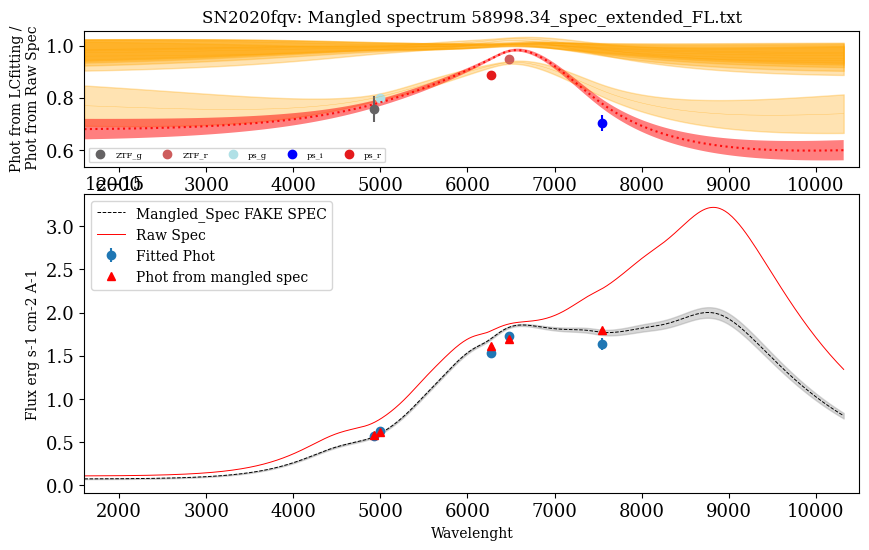 SN2020fqv: Mangled spectrum 58998.34_spec_extended_FL.txt
Phot from LCfitting /
Phot from Raw Spec
1.0
0.8
0.6
ZTF_g
ZTF_r
ps_g
ps_i
ps_r
2000 3000 4000 5000 6000 7000 8000 9000 10000
Flux erg s-1 cm-2 A-1
3.0
2.5
2.0
1.5
1.0
0.5
0.0
Mangled_Spec FAKE SPEC
Raw Spec
Fitted Phot
Phot from mangled spec
2000 3000 4000 5000 6000 7000 8000 9000 10000
Wavelenght